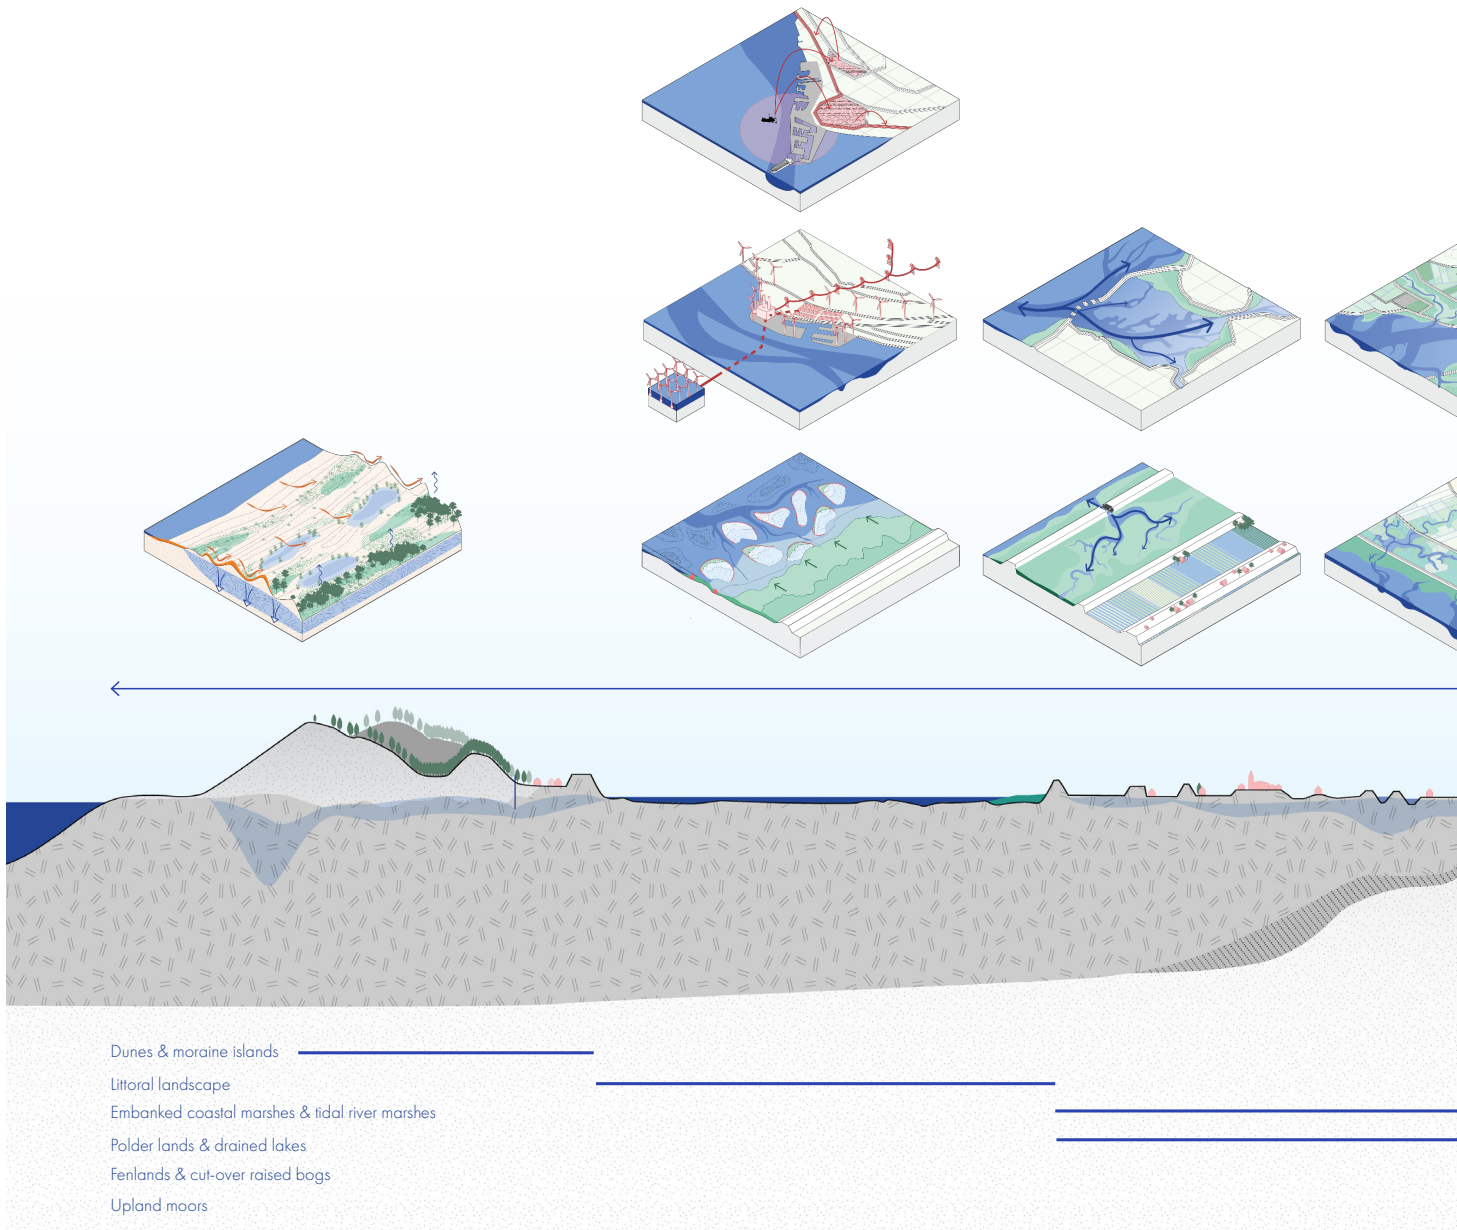 Dunes & moraine islands
Littoral landscape
Embanked coastal marshes & tidal river marshes
Polder lands & drained lakes
Fenlands & cut-over raised bogs
Upland moors